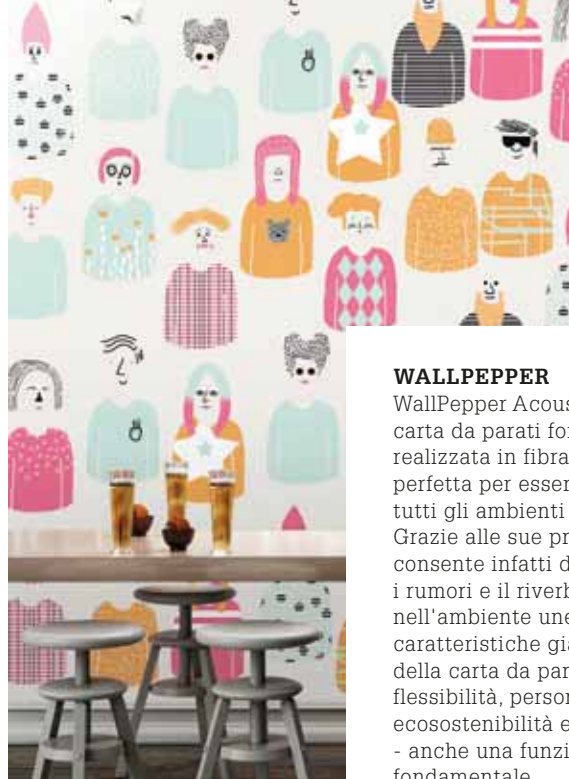 WALLPEPPER
WallPepper Acous
carta da parati fo
realizzata in fibra
perfetta per esser
tutti gli ambienti
Grazie alle sue pr
consente infatti d
i rumori e il riverb
nell'ambiente une
caratteristiche gia
della carta da par
flessibilità, person
ecosostenibilità e
- anche una funzi
fondamentale